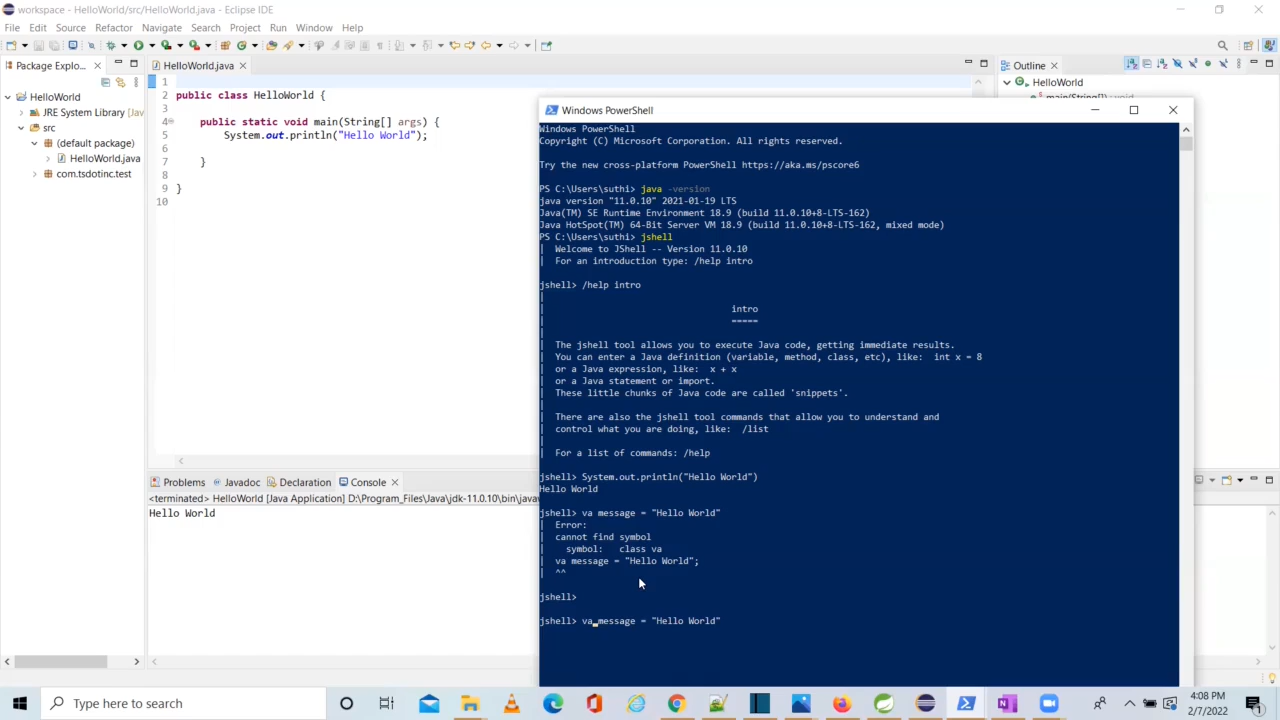 workspace - HelloWorld/src/HelloWorld.java - Eclipse IDE
File Edit Source Refactor Navigate Search Project Run Window Help
Package Explo...
HelloWorld
JRE System Library [Jav
src
(default package)
HelloWorld.java
com.tsdotinc.test
HelloWorld.java
1
2 public class HelloWorld {
3
4 public static void main(String[] args) {
5 System.out.println("Hello World");
6
7 }
8
9 }
10
Outline
HelloWorld
main(String[]) : void
Problems Javadoc Declaration Console
<terminated> HelloWorld [Java Application] D:\Program_Files\Java\jdk-11.0.10\bin\java
Hello World
Windows PowerShell
Windows PowerShell
Copyright (C) Microsoft Corporation. All rights reserved.
Try the new cross-platform PowerShell https://aka.ms/pscore6
PS C:\Users\suthi> java -version
java version "11.0.10" 2021-01-19 LTS
Java(TM) SE Runtime Environment 18.9 (build 11.0.10+8-LTS-162)
Java HotSpot(TM) 64-Bit Server VM 18.9 (build 11.0.10+8-LTS-162, mixed mode)
PS C:\Users\suthi> jshell
| Welcome to JShell -- Version 11.0.10
| For an introduction type: /help intro
jshell> /help intro
|
| intro
| =====
|
| The jshell tool allows you to execute Java code, getting immediate results.
| You can enter a Java definition (variable, method, class, etc), like: int x = 8
| or a Java expression, like: x + x
| or a Java statement or import.
| These little chunks of Java code are called 'snippets'.
|
| There are also the jshell tool commands that allow you to understand and
| control what you are doing, like: /list
|
| For a list of commands: /help
jshell> System.out.println("Hello World")
Hello World
jshell> va message = "Hello World"
| Error:
| cannot find symbol
| symbol: class va
| va message = "Hello World";
| ^^
jshell>
jshell> va message = "Hello World"
Type here to search
4:08 PM
2/7/2022
1